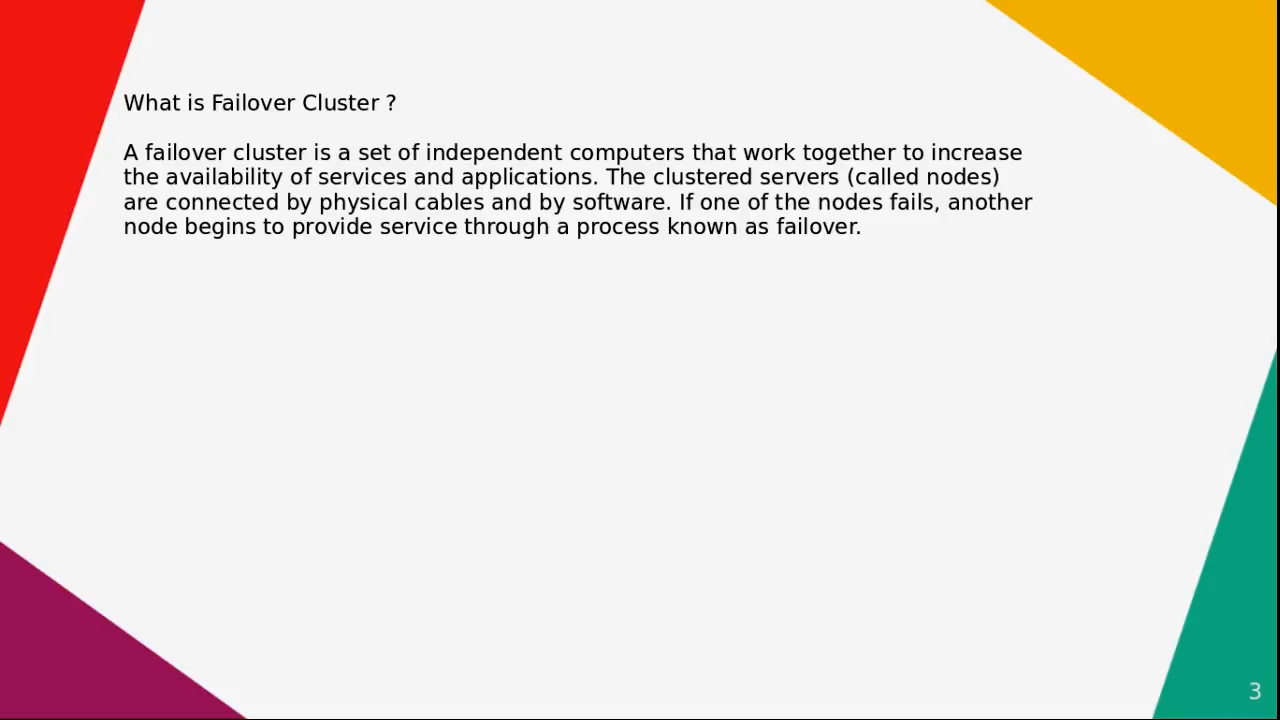 What is Failover Cluster ?
A failover cluster is a set of independent computers that work together to increase
the availability of services and applications. The clustered servers (called nodes)
are connected by physical cables and by software. If one of the nodes fails, another
node begins to provide service through a process known as failover.
3